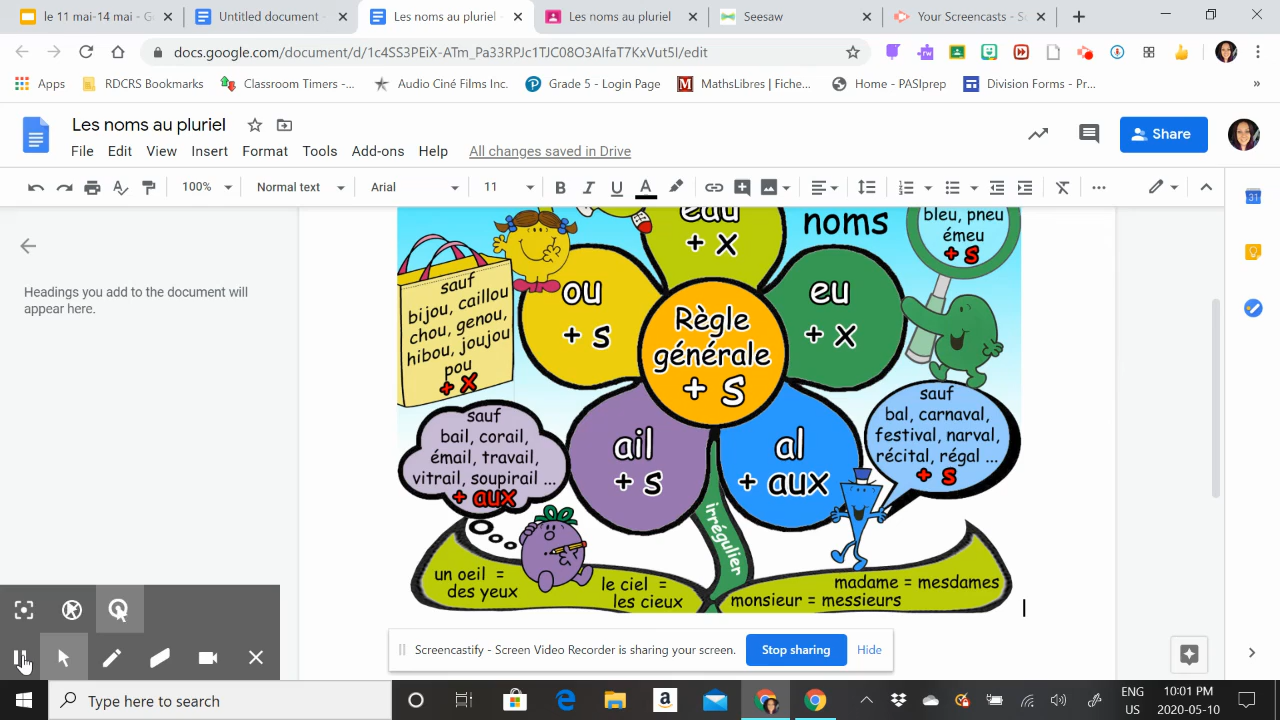 le 11 mai-14 mai - G
Untitled document -
Les noms au pluriel -
Les noms au pluriel
Seesaw
Your Screencasts - Sc
docs.google.com/document/d/1c4SS3PEiX-ATm_Pa33RPD1TJC08O3AIfaT7KxVut5I/edit
Apps
RDCRS Bookmarks
Classroom Timers -...
Audio Ciné Films Inc.
Grade 5 - Login Page
MathsLibres | Fiche...
Home - PASIprep
Division Forms - Pr...
»
Les noms au pluriel
Share
File Edit View Insert Format Tools Add-ons Help All changes saved in Drive
100% Normal text Arial 11 B I U A
Headings you add to the document will
appear here.
eau
+ x
noms
bleu, pneu
émeu
+ s
sauf
bijou, caillou
chou, genou,
hibou, joujou
pou
+ x
ou
+ s
Règle
générale
+ s
eu
+ x
sauf
bail, corail,
émail, travail,
vitrail, soupirail ...
+ aux
ail
+ s
al
+ aux
sauf
bal, carnaval,
festival, narval,
récital, régal ...
+ s
irrégulier
un oeil =
des yeux
le ciel =
les cieux
madame = mesdames
monsieur = messieurs
Screencastify - Screen Video Recorder is sharing your screen.
Stop sharing
Hide
Type here to search
ENG
US
10:01 PM
2020-05-10
31